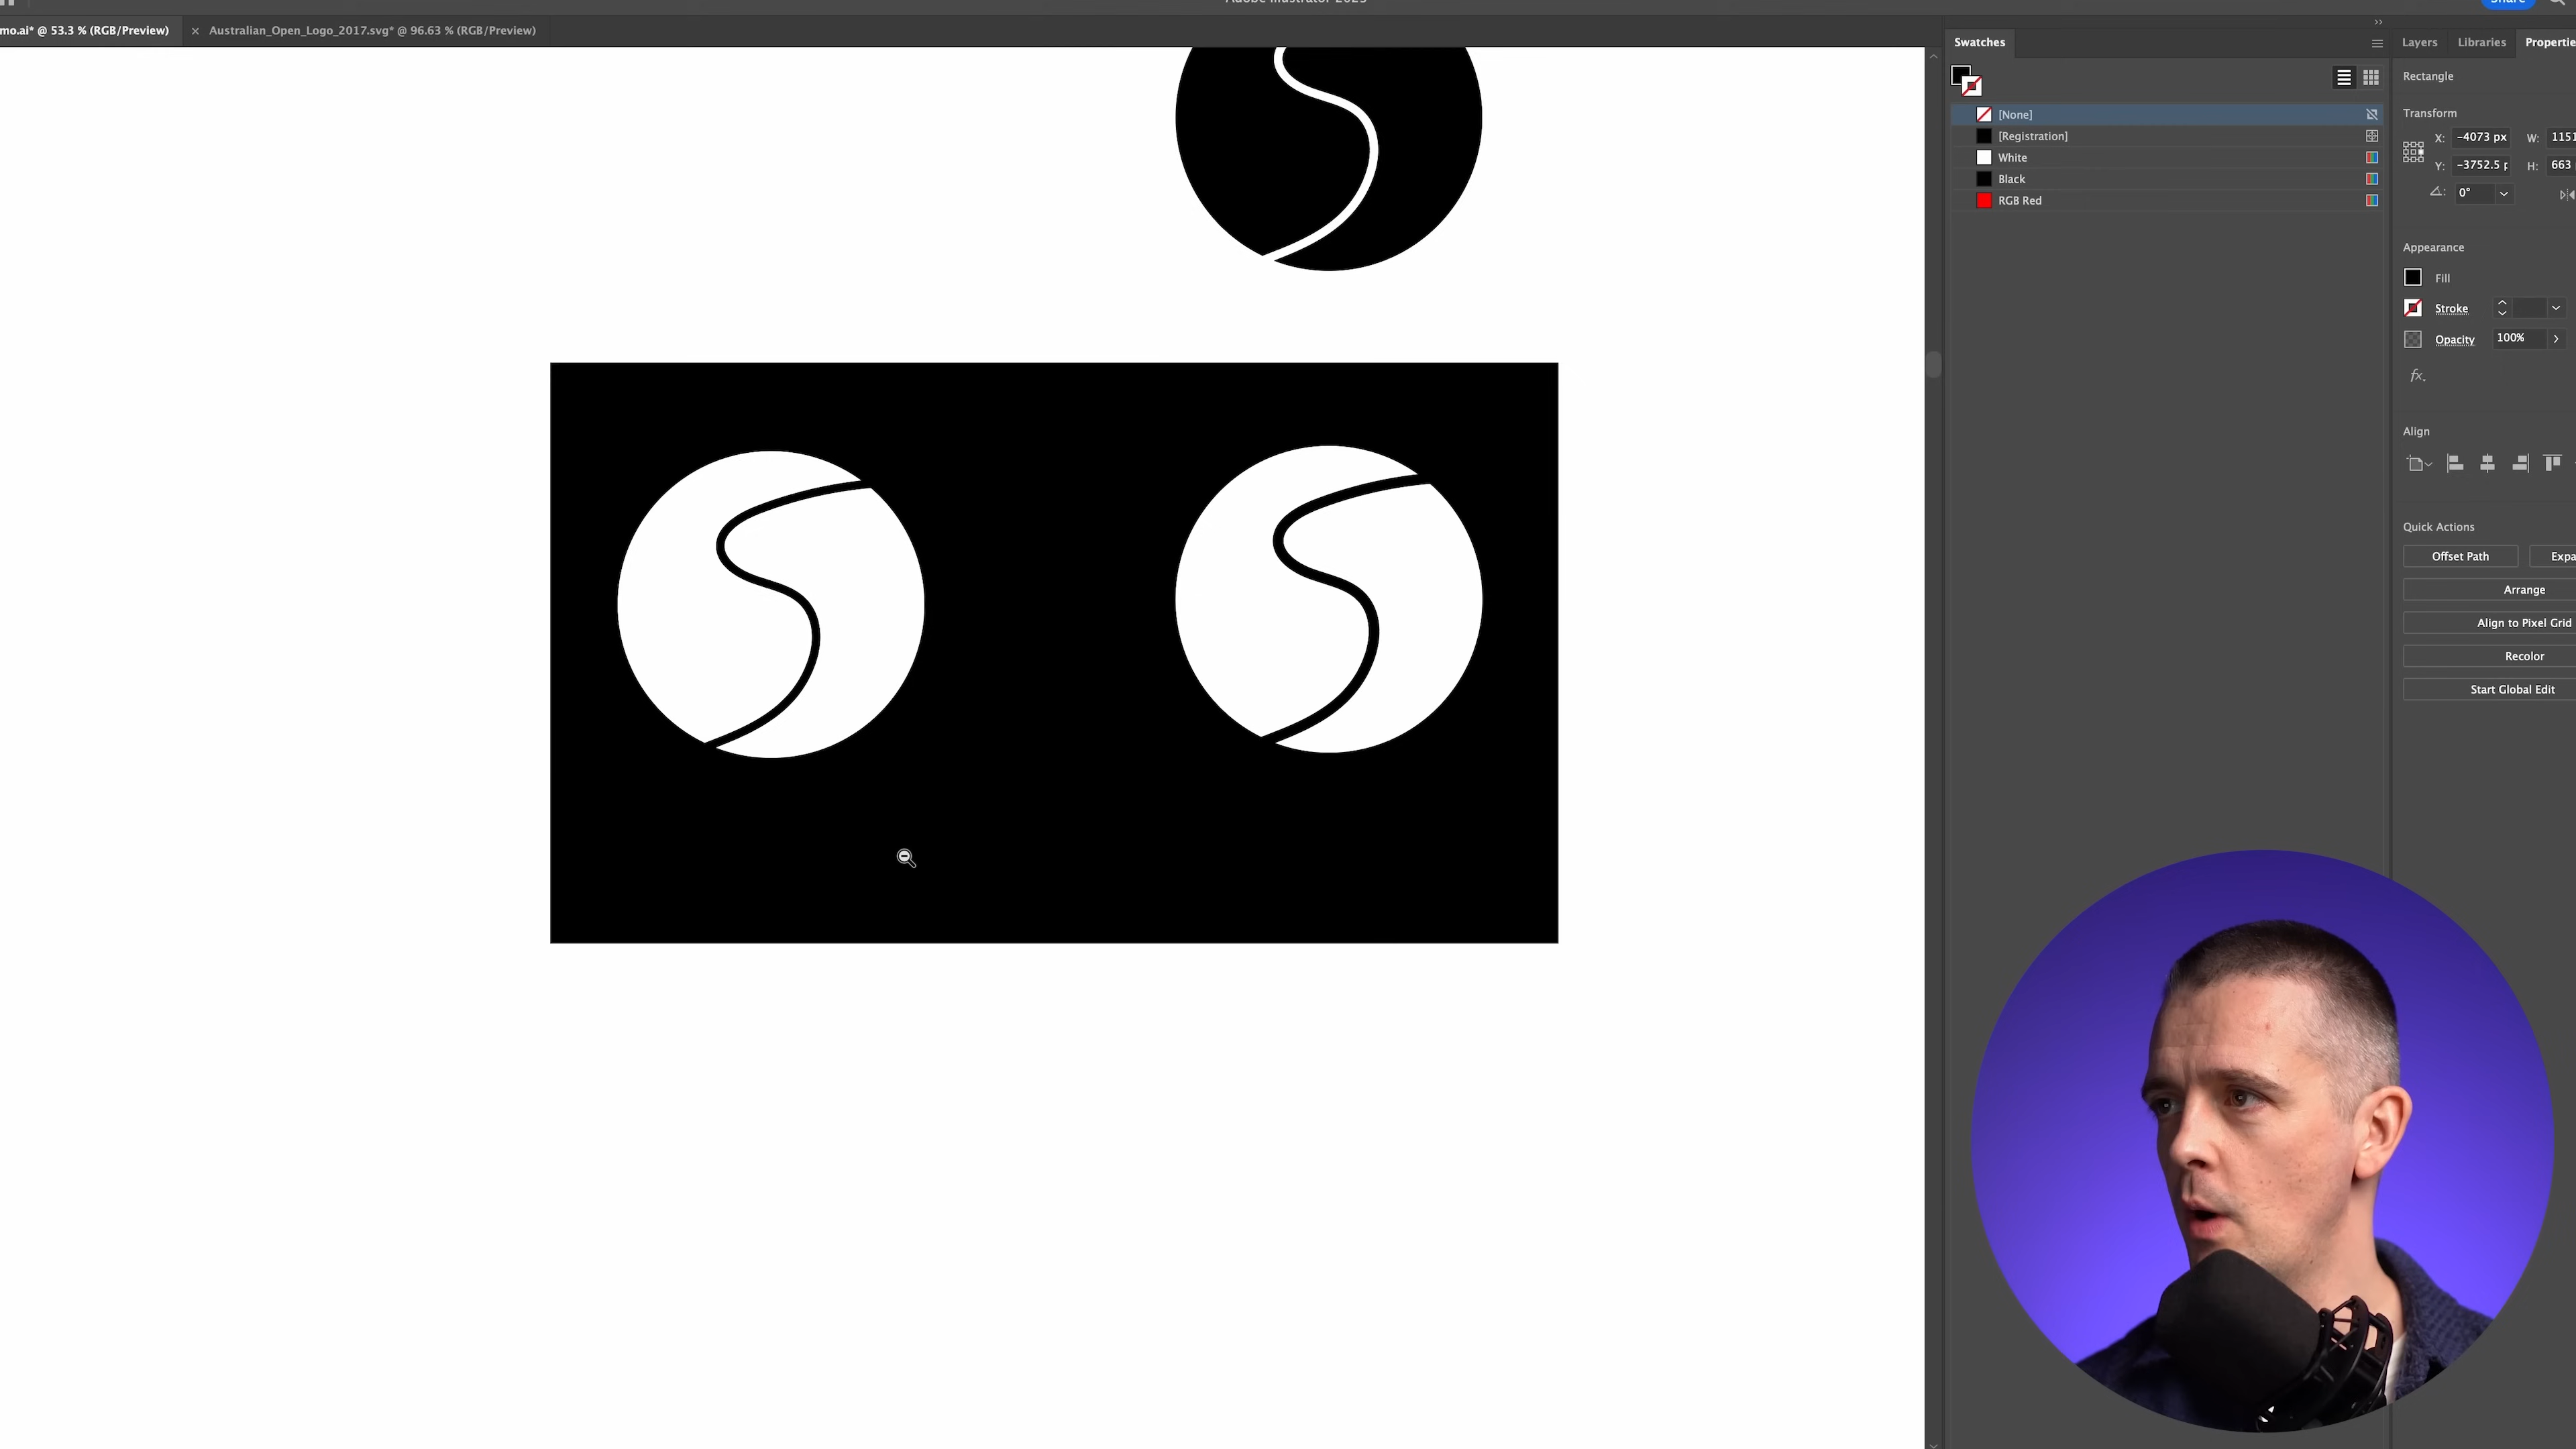 Adobe Illustrator 2025
Share
mo.ai* @ 53.3 % (RGB/Preview)
× Australian_Open_Logo_2017.svg* @ 96.63 % (RGB/Preview)
Swatches
[None]
[Registration]
White
Black
RGB Red
Layers Libraries Propertie
Rectangle
Transform
X: -4073 px W: 1151
Y: -3752.5 p H: 663
0°
Appearance
Fill
Stroke
Opacity 100%
fx.
Align
Quick Actions
Offset Path Expa
Arrange
Align to Pixel Grid
Recolor
Start Global Edit